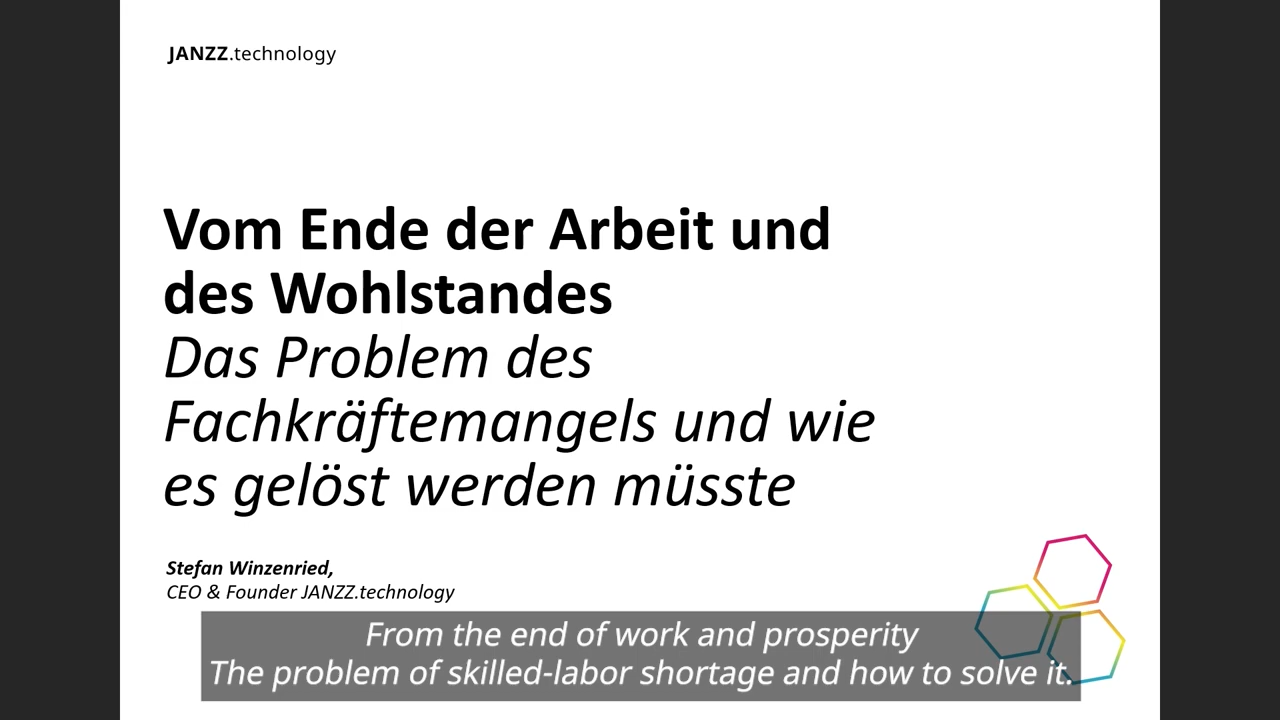 JANZZ.technology
Vom Ende der Arbeit und
des Wohlstandes
Das Problem des
Fachkräftemangels und wie
es gelöst werden müsste
Stefan Winzenried,
CEO & Founder JANZZ.technology
From the end of work and prosperity
The problem of skilled-labor shortage and how to solve it.